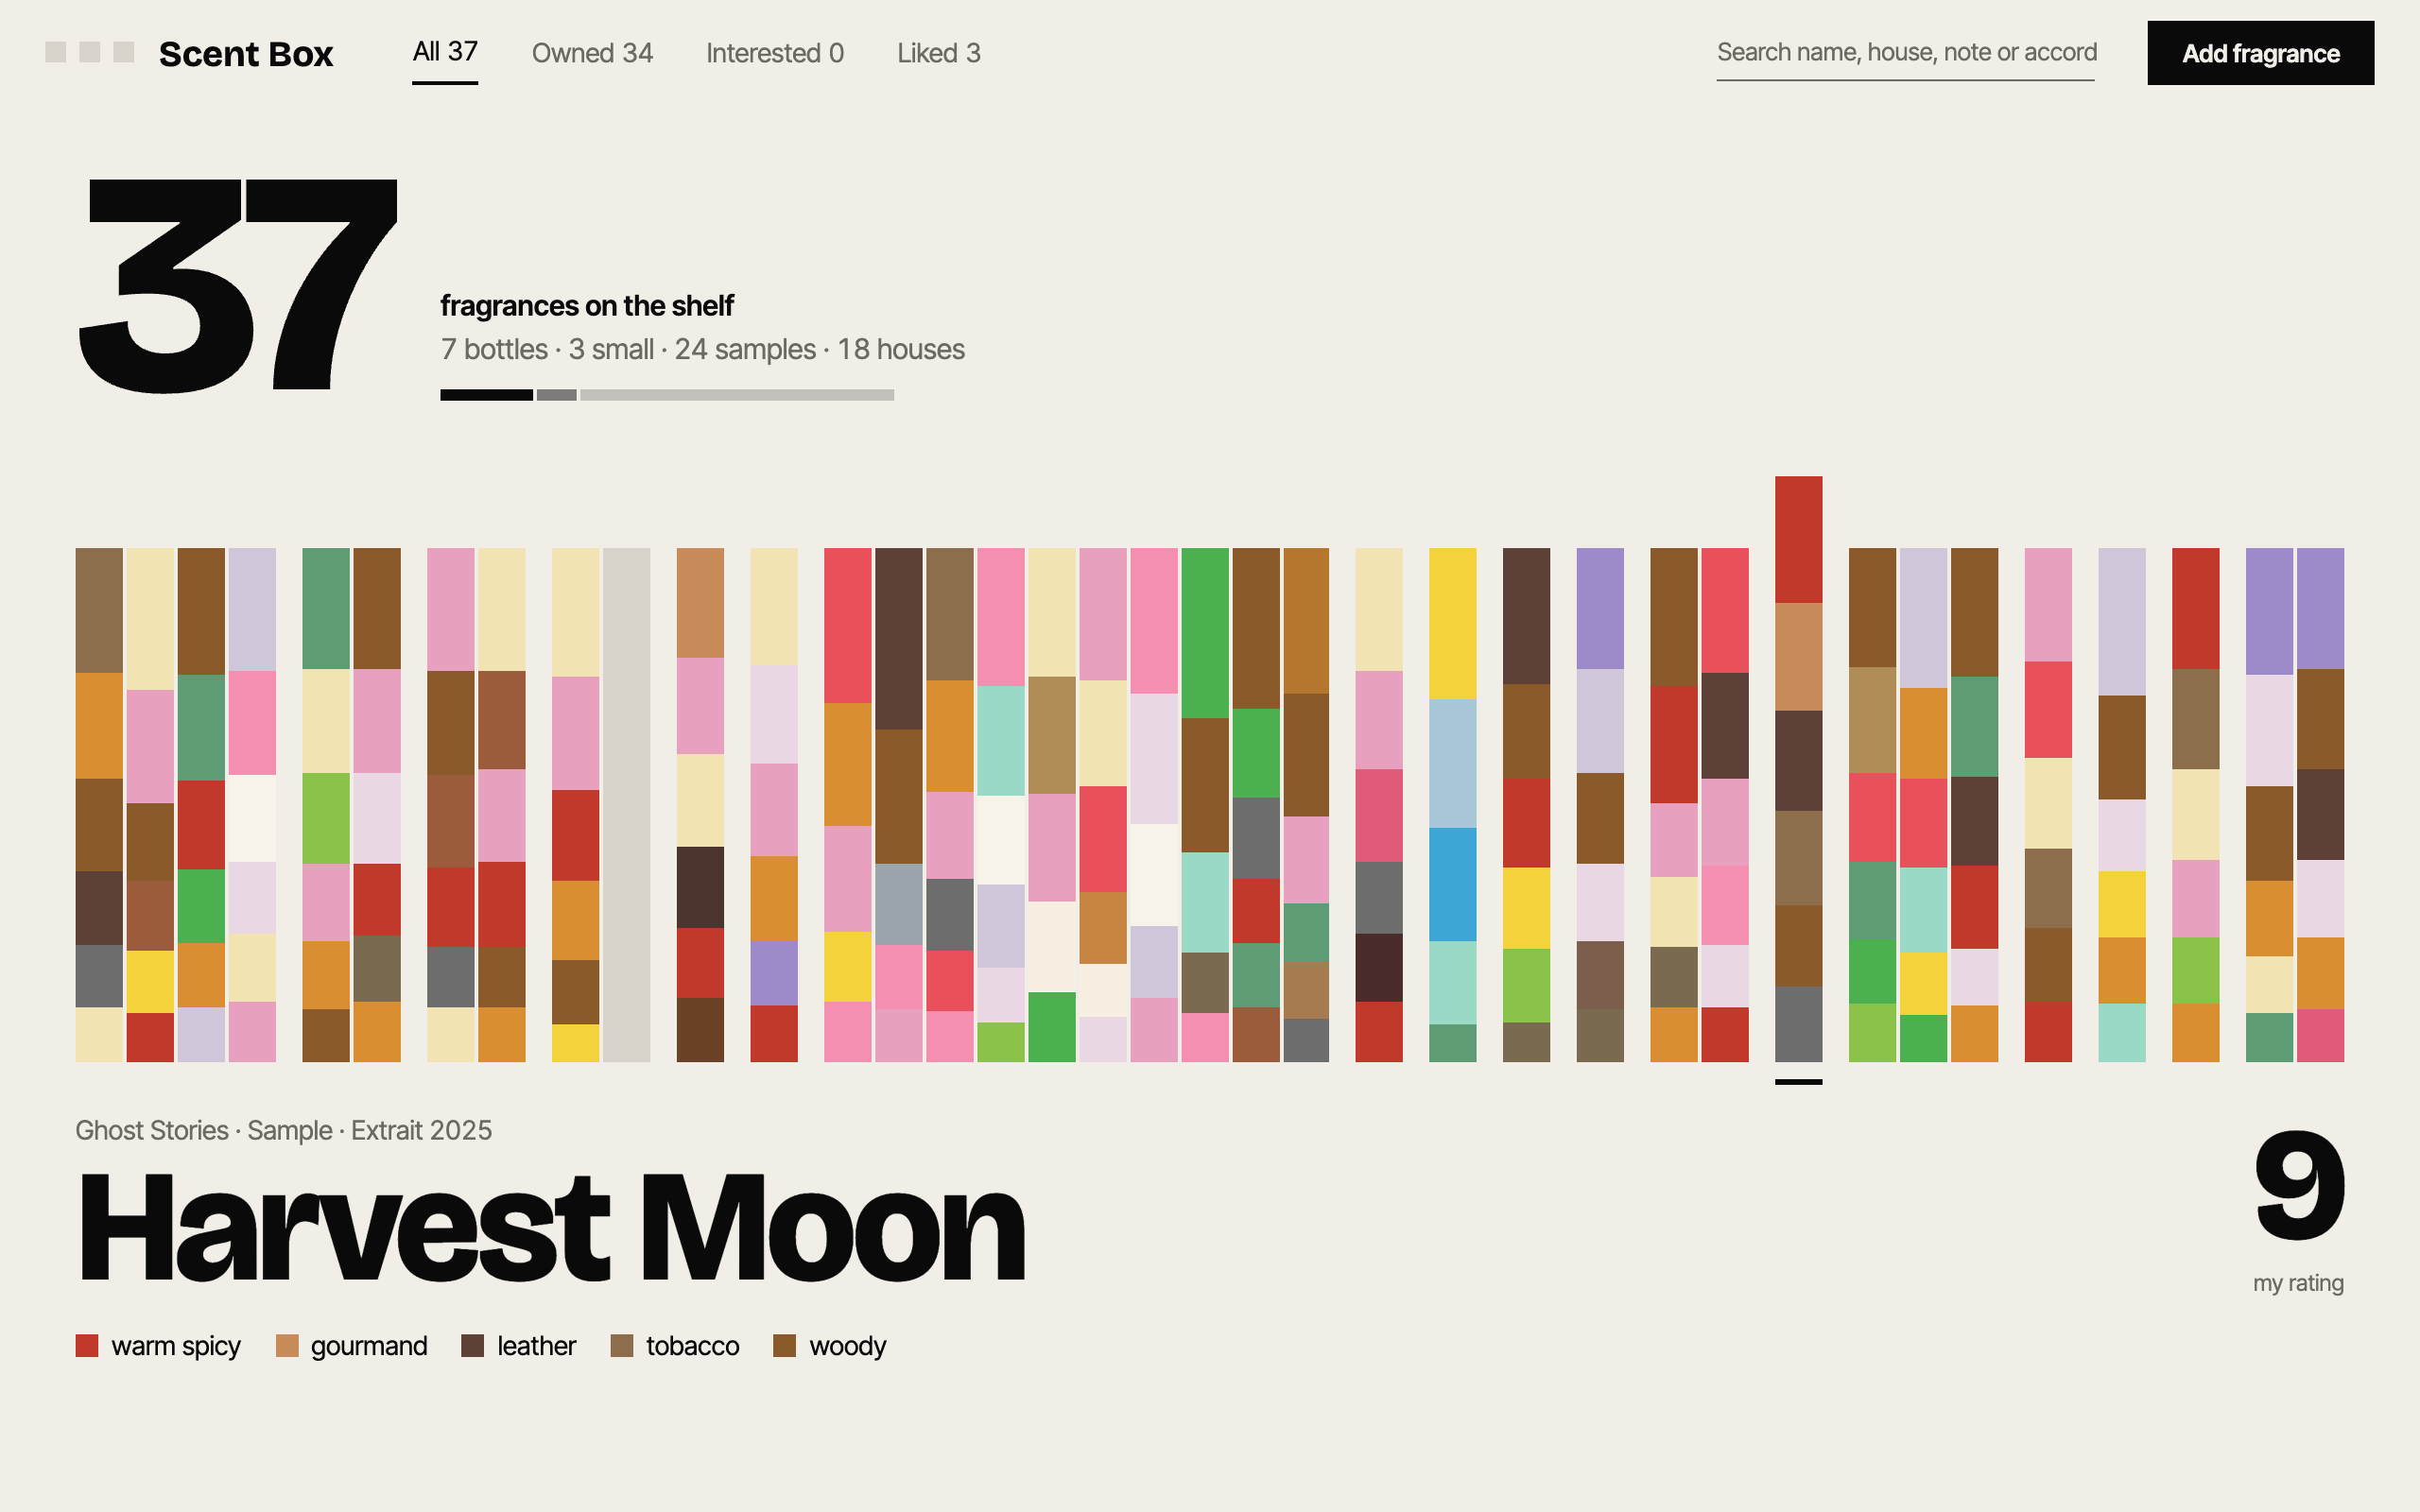 Scent Box
All 37
Owned 34
Interested 0
Liked 3
Search name, house, note or accord
Add fragrance
37
fragrances on the shelf
7 bottles · 3 small · 24 samples · 18 houses
Ghost Stories · Sample · Extrait 2025
Harvest Moon
9
my rating
warm spicy
gourmand
leather
tobacco
woody